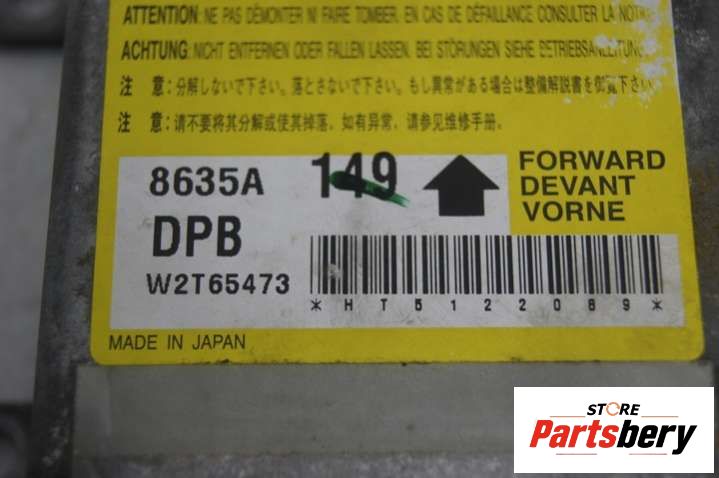 ATTENTION: NE PAS DÉMONTER NI FAIRE TOMBER. EN CAS DE DÉFAILLANCE CONSULTER LA
ACHTUNG: NICHT ENTFERNEN ODER FALLEN LASSEN. BEI STÖRUNGEN SIEHE BETRIEBSANLEITUNG
注 意:分解しないで下さい。落とさないで下さい。もし異常がある場合は整備解説書を御覧下さい
注 意:请不要将其分解或使其掉落。如有异常,请参见维修手册.
8635A 149
DPB
W2T65473
FORWARD
DEVANT
VORNE
*HT5122089*
MADE IN JAPAN
STORE
Partsbery